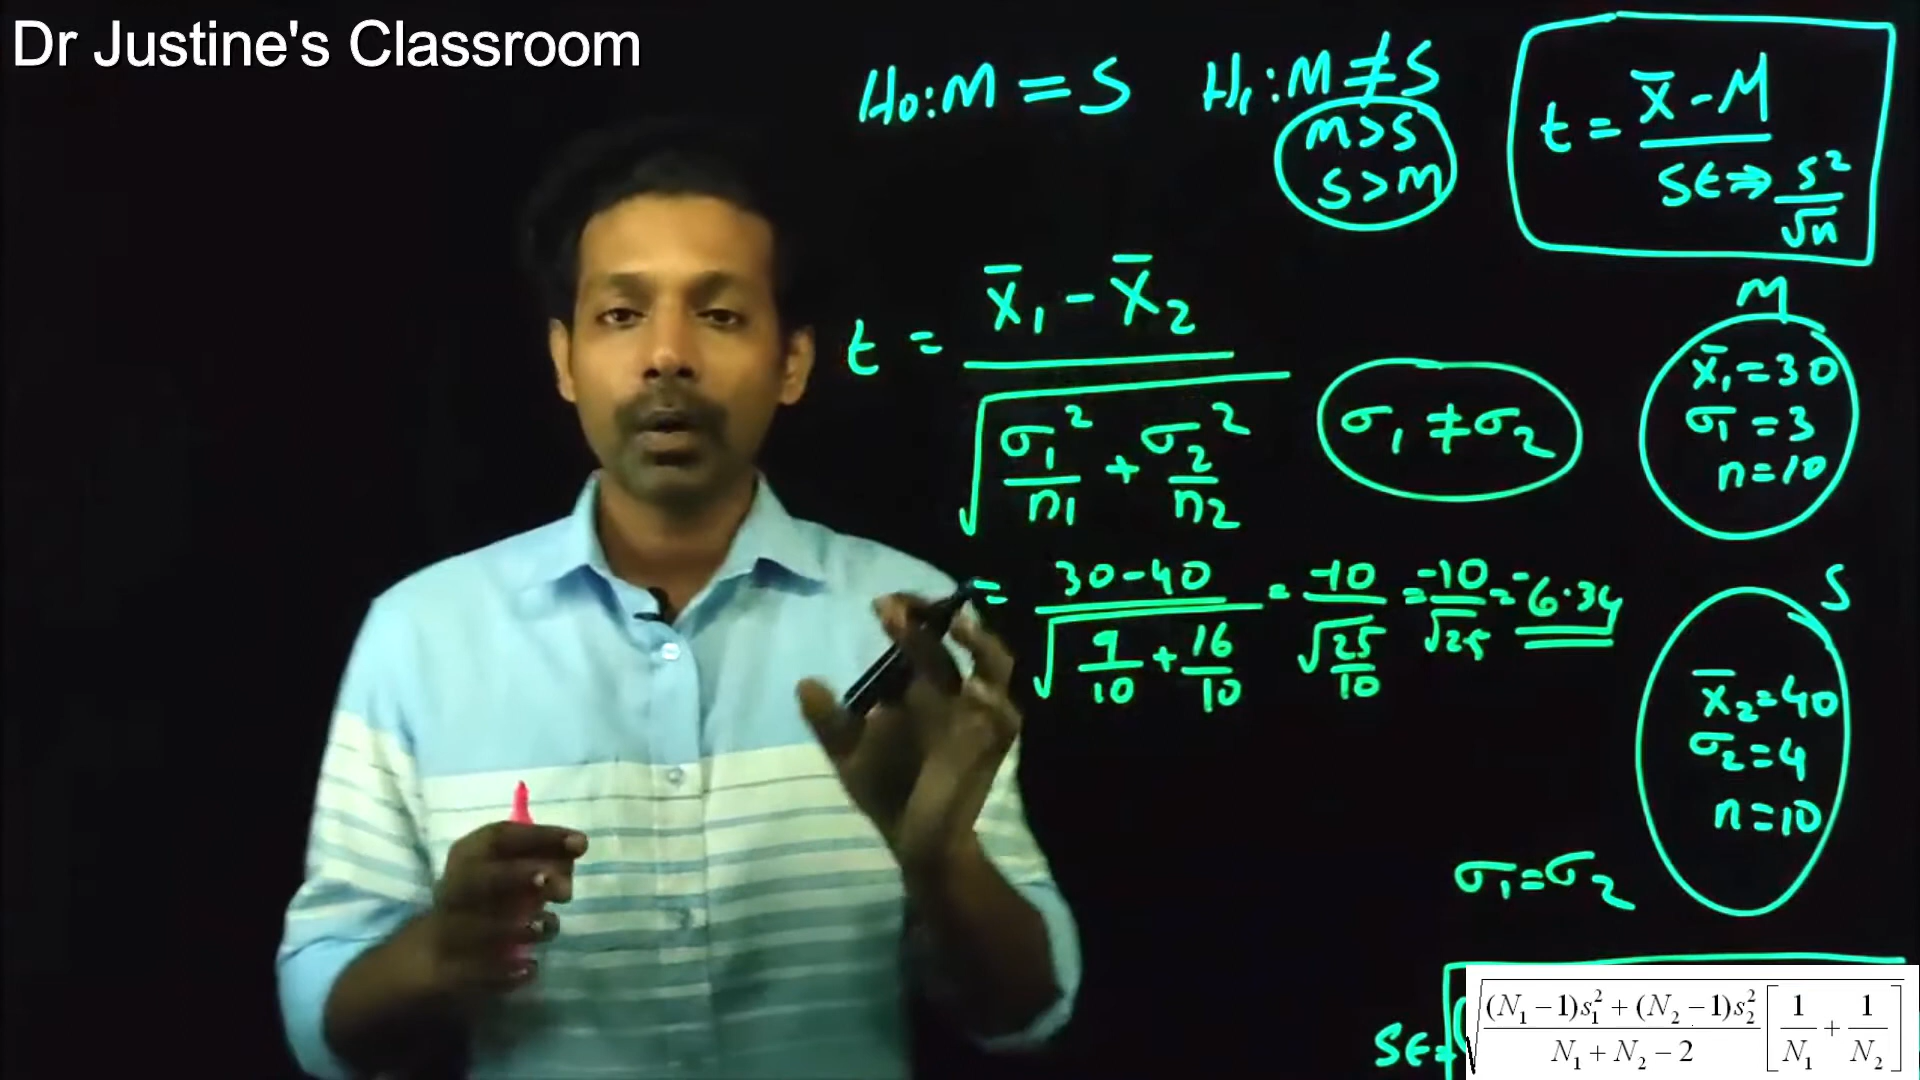 Dr Justine's Classroom
H0:M = S H1:M ≠ S
M>S
S>M
t = x̄ - M / SE ⇒ s² / √n
t = x̄1 - x̄2 / √(σ1²/n1 + σ2²/n2)
σ1 ≠ σ2
M
x̄1 = 30
σ1 = 3
n = 10
= 30-40 / √(9/10 + 16/10) = -10 / √(25/10) = -10 / √25 = -6.34
S
x̄2 = 40
σ2 = 4
n = 10
σ1 = σ2
SE = √((N1 − 1)s1² + (N2 − 1)s2² / N1 + N2 − 2 [1/N1 + 1/N2])